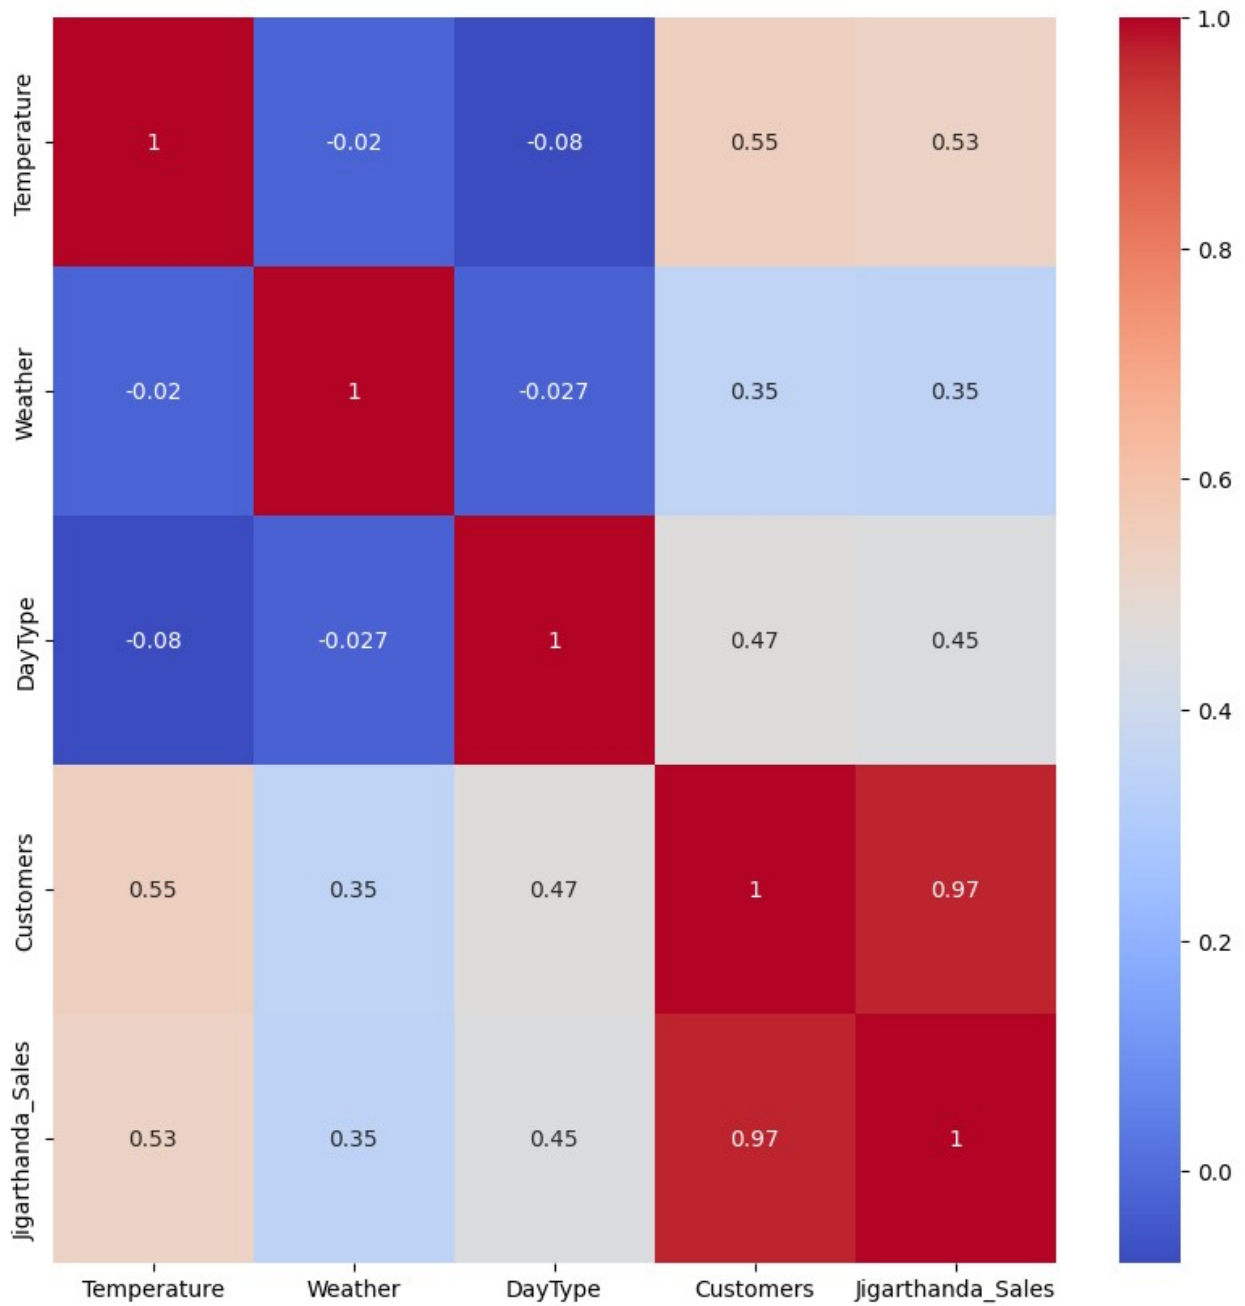 Temperature 1 -0.02 -0.08 0.55 0.53
Weather -0.02 1 -0.027 0.35 0.35
DayType -0.08 -0.027 1 0.47 0.45
Customers 0.55 0.35 0.47 1 0.97
Jigarthanda_Sales 0.53 0.35 0.45 0.97 1
Temperature Weather DayType Customers Jigarthanda_Sales
1.0
0.8
0.6
0.4
0.2
0.0